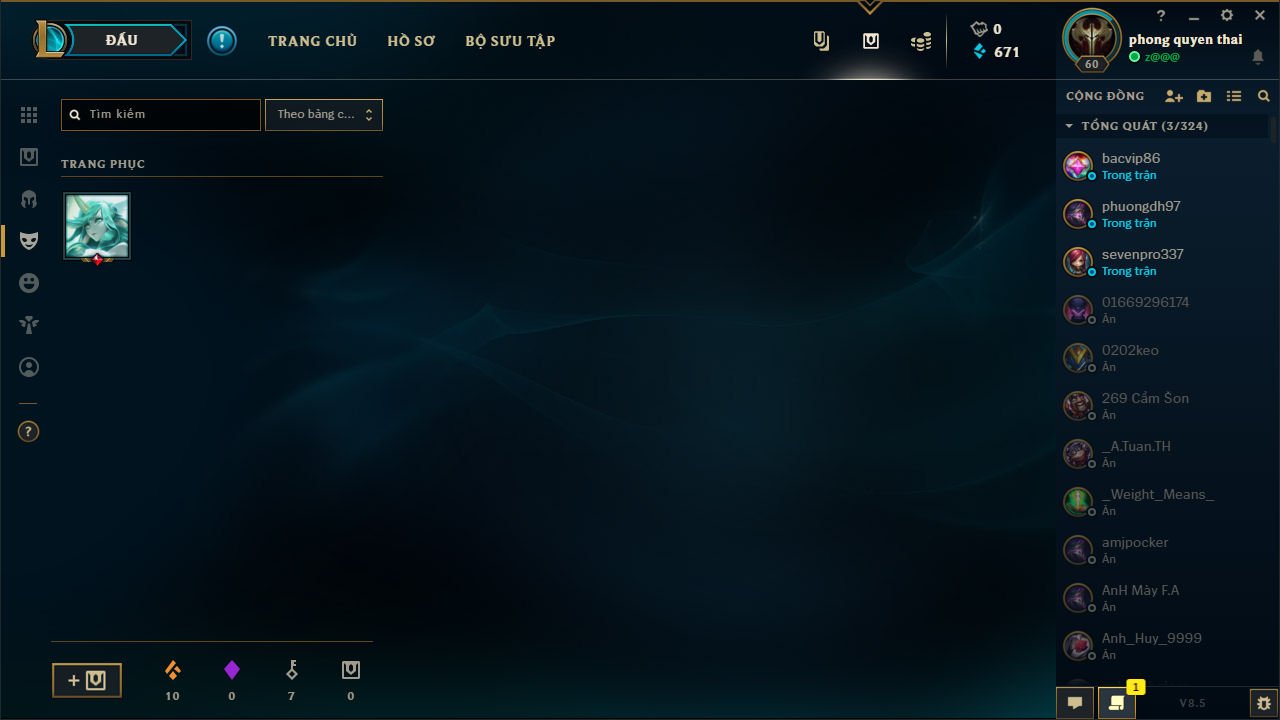 ĐẤU
TRANG CHỦ
HỒ SƠ
BỘ SƯU TẬP
0
671
?
60
phong quyen thai
z@@@
CỘNG ĐỒNG
Tìm kiếm
Theo bảng c...
TRANG PHỤC
?
10
0
7
0
TỔNG QUÁT (3/324)
bacvip86
Trong trận
phuongdh97
Trong trận
sevenpro337
Trong trận
01669296174
Ẩn
0202keo
Ẩn
269 Cẩm Sơn
Ẩn
_A.Tuan.TH
Ẩn
_Weight_Means_
Ẩn
amjpocker
Ẩn
AnH Mảy F.A
Ẩn
Anh_Huy_9999
Ẩn
1
V8.5